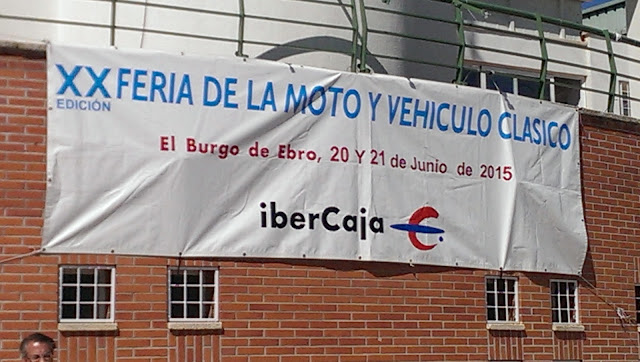 XX FERIA DE LA MOTO Y VEHICULO CLASICO
EDICIÓN
El Burgo de Ebro, 20 Y 21 de Junio de 2015
iberCaja